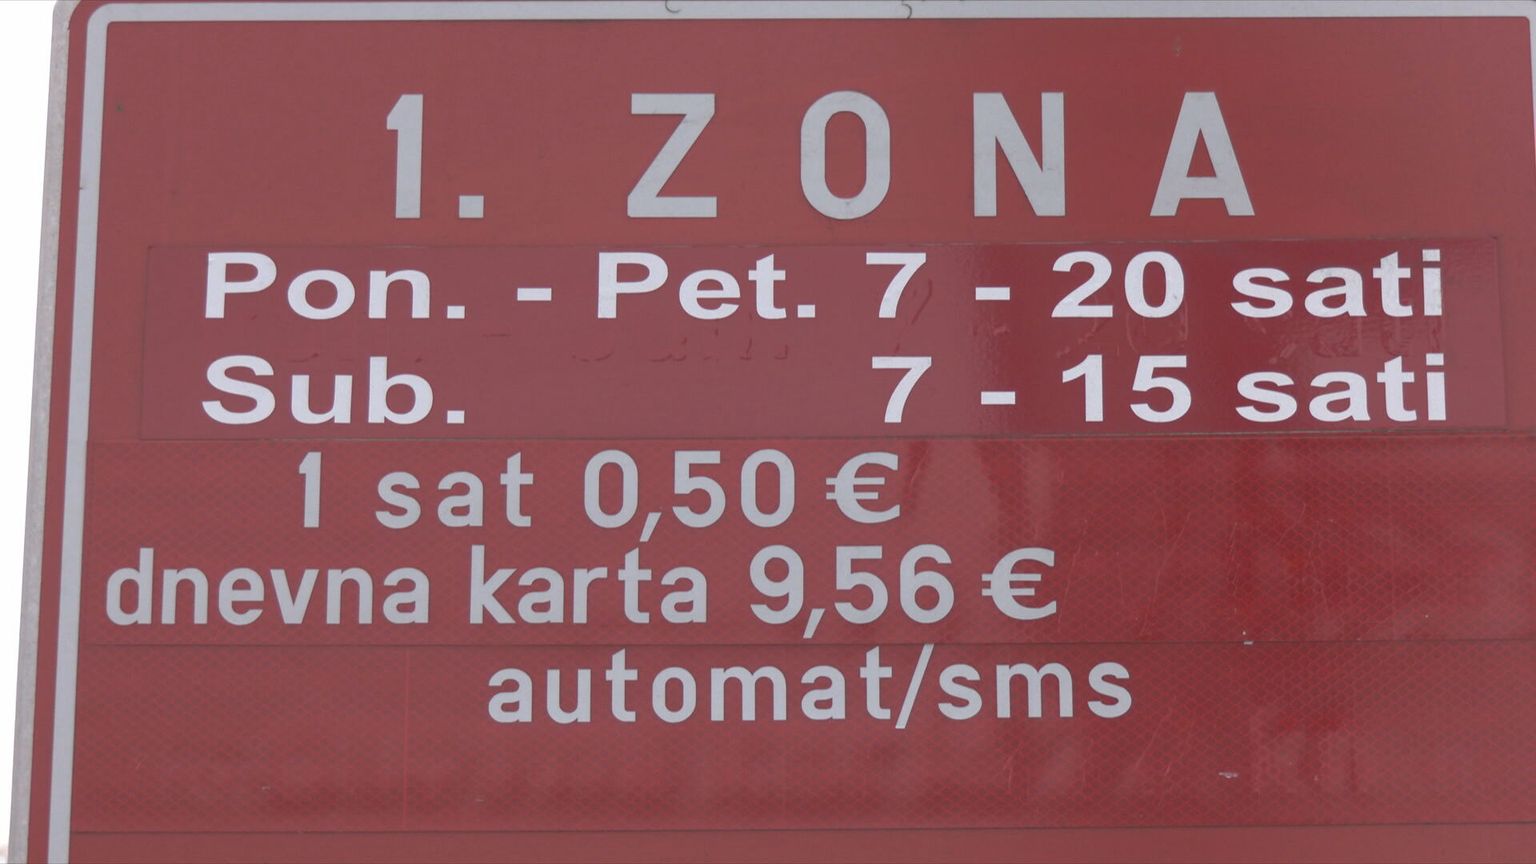 1. ZONA
Pon. - Pet. 7 - 20 sati
Sub. 7 - 15 sati
1 sat 0,50 €
dnevna karta 9,56 €
automat/sms